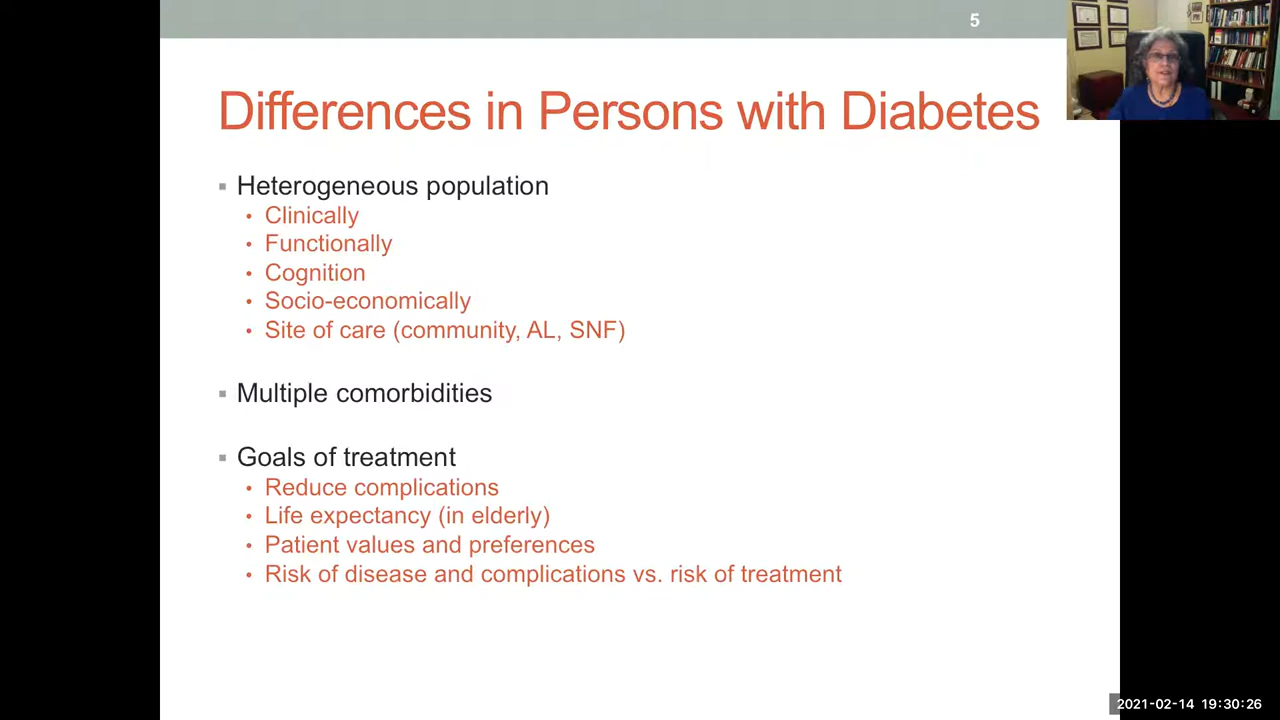 5
Differences in Persons with Diabetes
▪ Heterogeneous population
• Clinically
• Functionally
• Cognition
• Socio-economically
• Site of care (community, AL, SNF)
▪ Multiple comorbidities
▪ Goals of treatment
• Reduce complications
• Life expectancy (in elderly)
• Patient values and preferences
• Risk of disease and complications vs. risk of treatment
2021-02-14 19:30:26